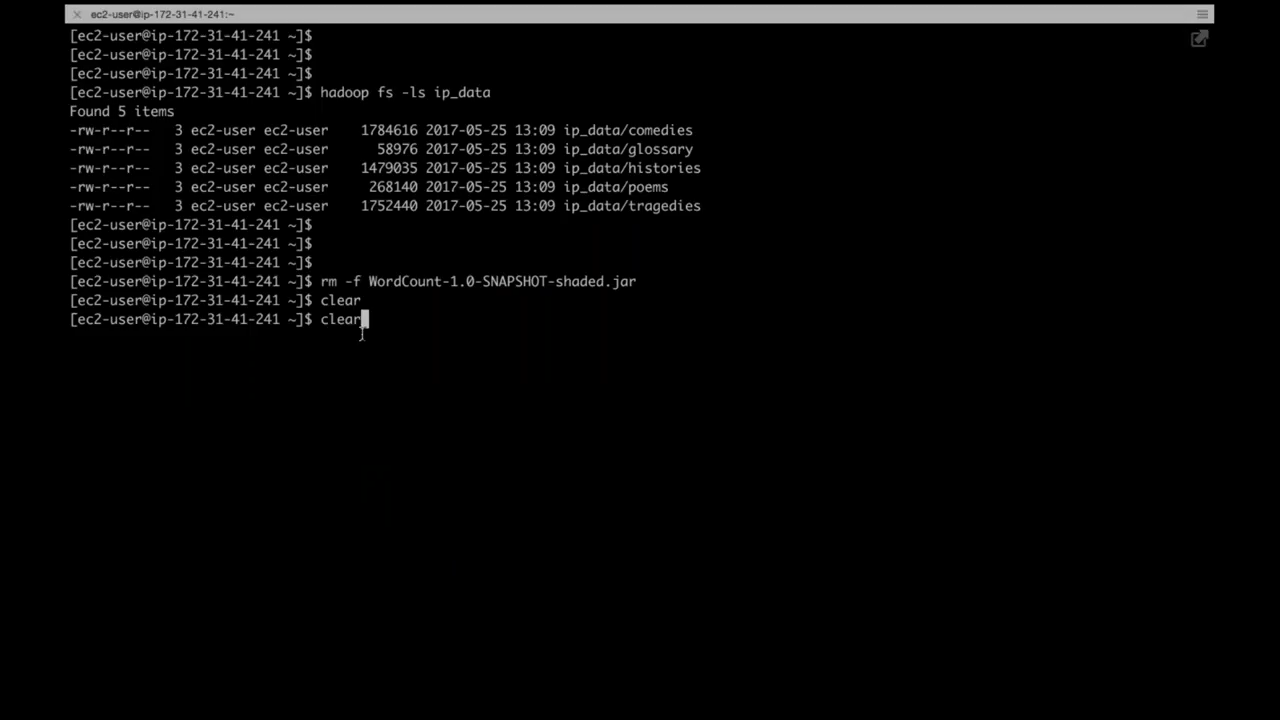 ec2-user@ip-172-31-41-241:~
[ec2-user@ip-172-31-41-241 ~]$
[ec2-user@ip-172-31-41-241 ~]$
[ec2-user@ip-172-31-41-241 ~]$
[ec2-user@ip-172-31-41-241 ~]$ hadoop fs -ls ip_data
Found 5 items
-rw-r--r--   3 ec2-user ec2-user    1784616 2017-05-25 13:09 ip_data/comedies
-rw-r--r--   3 ec2-user ec2-user      58976 2017-05-25 13:09 ip_data/glossary
-rw-r--r--   3 ec2-user ec2-user    1479035 2017-05-25 13:09 ip_data/histories
-rw-r--r--   3 ec2-user ec2-user     268140 2017-05-25 13:09 ip_data/poems
-rw-r--r--   3 ec2-user ec2-user    1752440 2017-05-25 13:09 ip_data/tragedies
[ec2-user@ip-172-31-41-241 ~]$
[ec2-user@ip-172-31-41-241 ~]$
[ec2-user@ip-172-31-41-241 ~]$
[ec2-user@ip-172-31-41-241 ~]$ rm -f WordCount-1.0-SNAPSHOT-shaded.jar
[ec2-user@ip-172-31-41-241 ~]$ clear
[ec2-user@ip-172-31-41-241 ~]$ clear